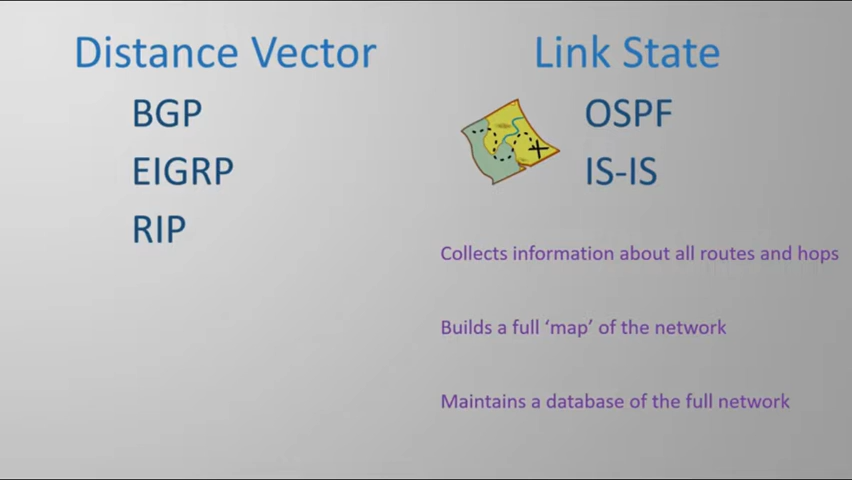 Distance Vector
BGP
EIGRP
RIP
Link State
OSPF
IS-IS
Collects information about all routes and hops
Builds a full ‘map’ of the network
Maintains a database of the full network